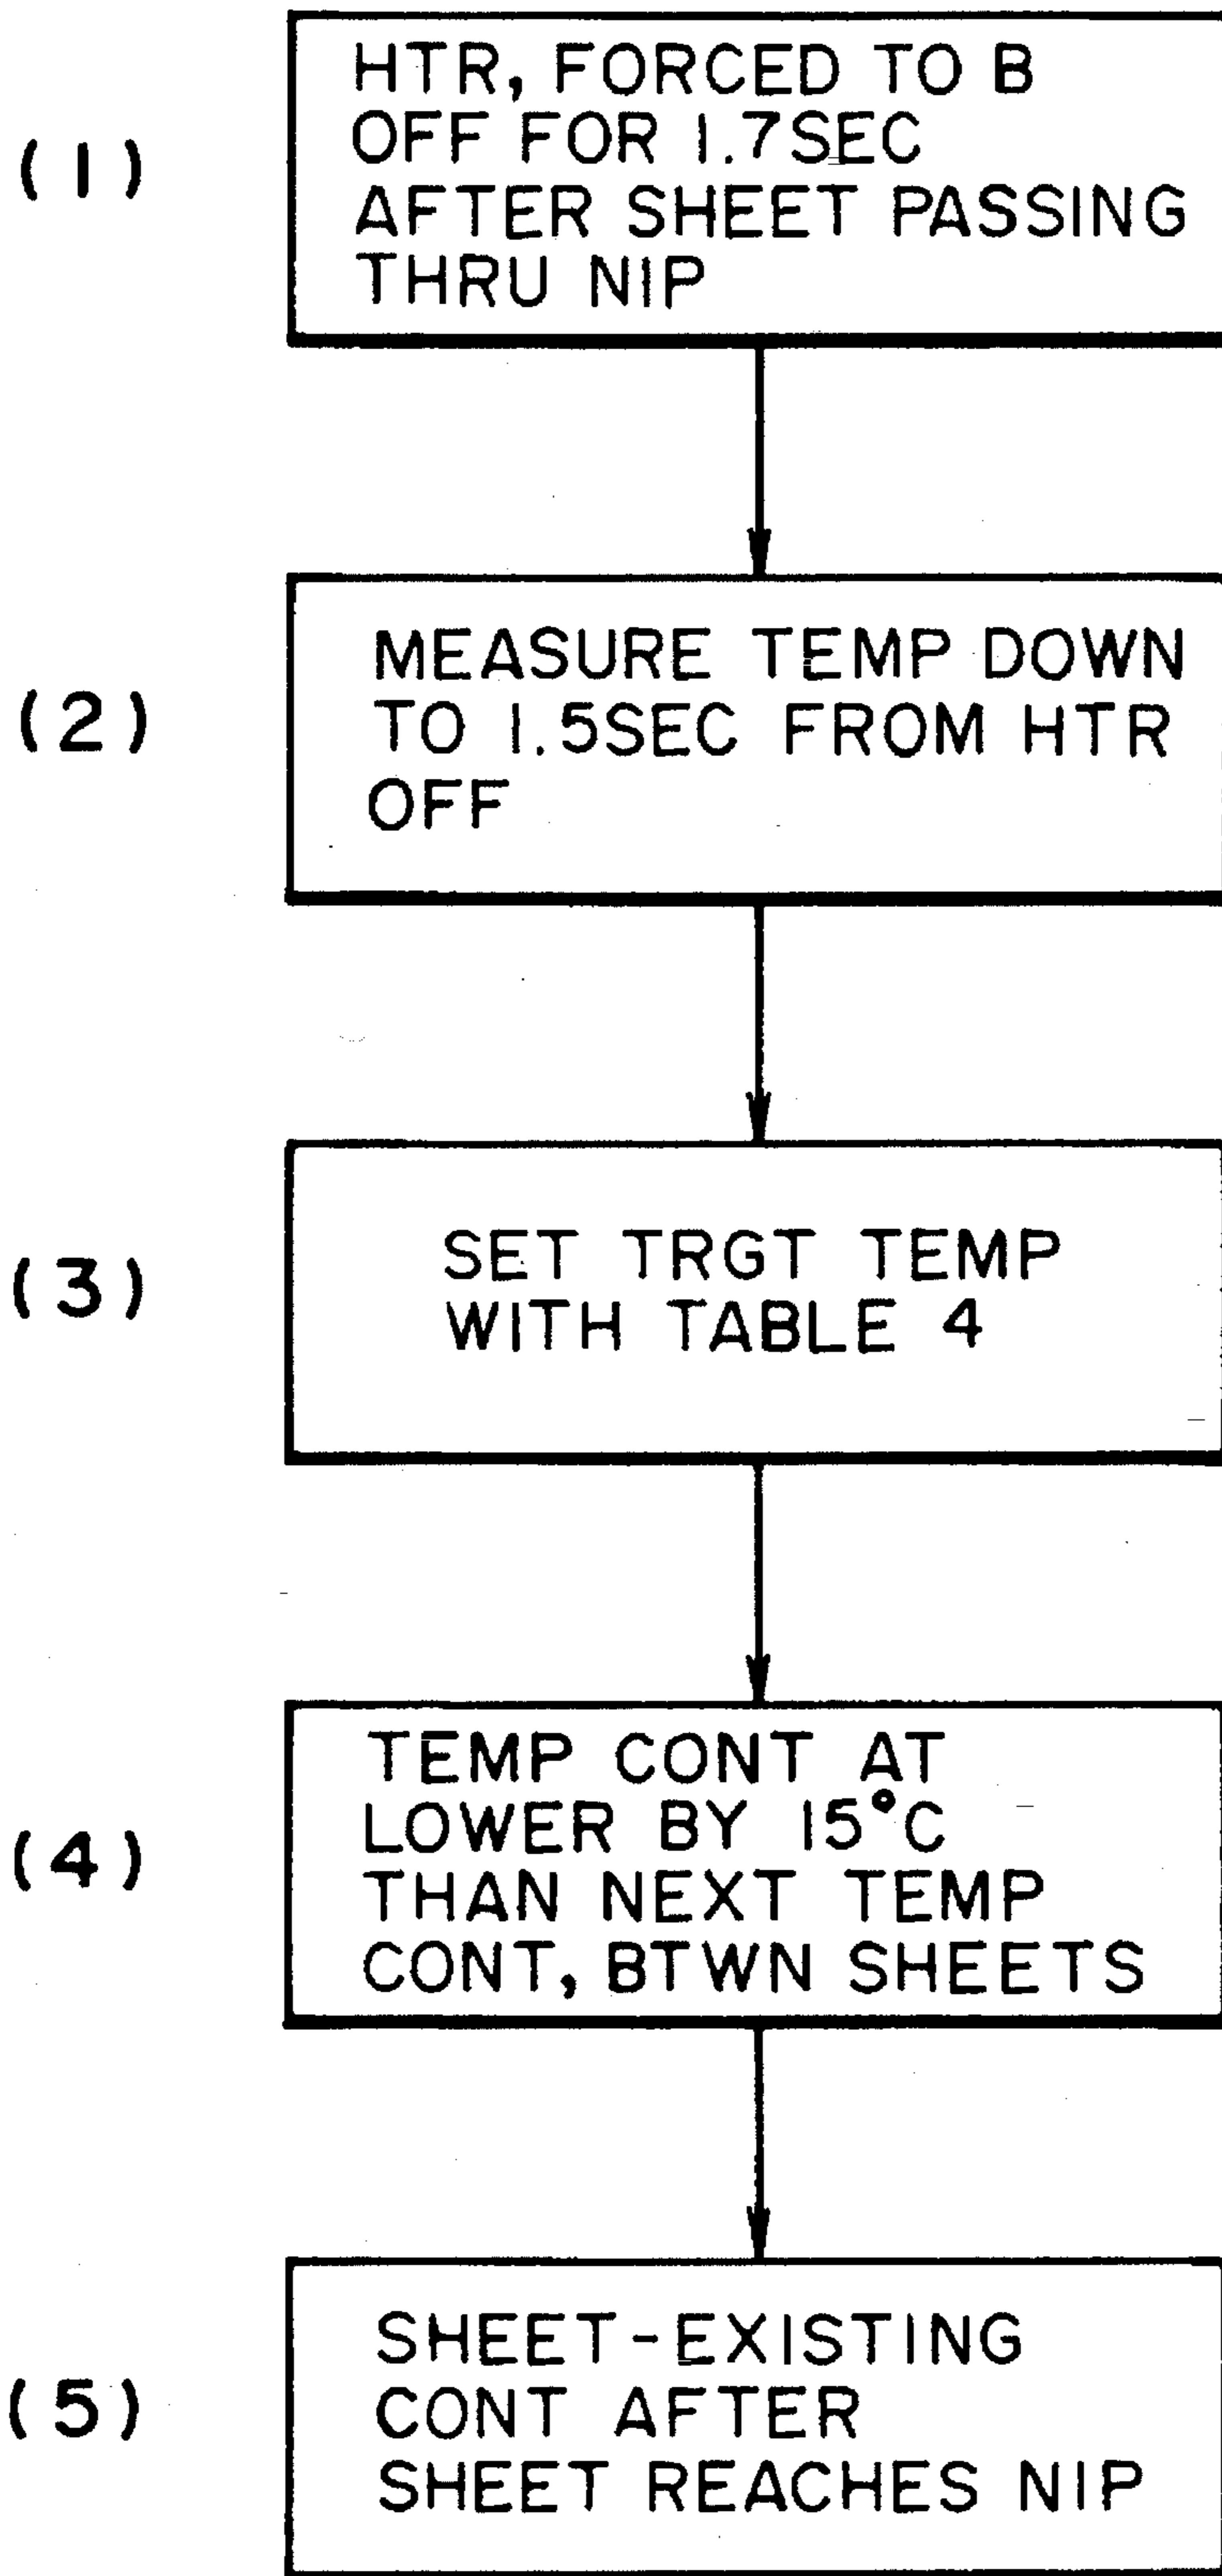 (1)
HTR, FORCED TO B
OFF FOR 1.7SEC
AFTER SHEET PASSING
THRU NIP
(2)
MEASURE TEMP DOWN
TO 1.5SEC FROM HTR
OFF
(3)
SET TRGT TEMP
WITH TABLE 4
(4)
TEMP CONT AT
LOWER BY 15°C
THAN NEXT TEMP
CONT, BTWN SHEETS
(5)
SHEET-EXISTING
CONT AFTER
SHEET REACHES NIP